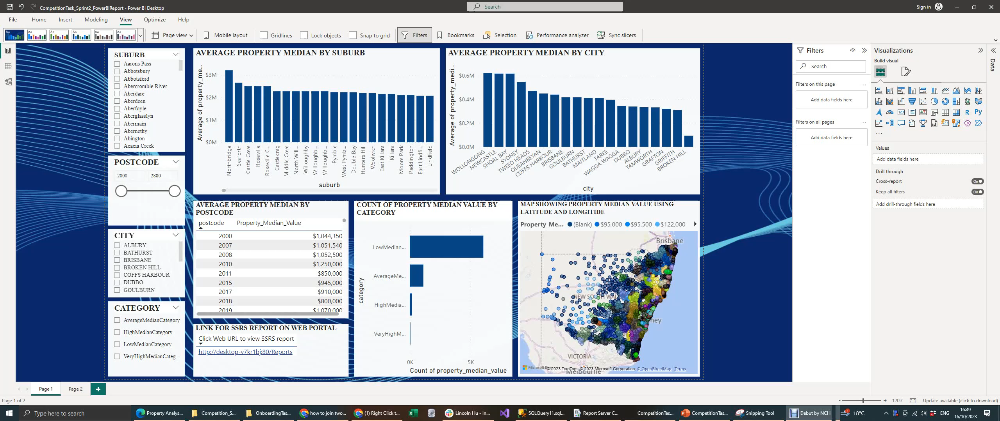 CompetitionTask_Sprint2_PowerBIReport - Power BI Desktop
Search
Sign in
File Home Insert Modeling View Optimize Help
Page view
Mobile layout
Gridlines
Lock objects
Snap to grid
Filters
Bookmarks
Selection
Performance analyzer
Sync slicers
SUBURB
Aarons Pass
Abbotsbury
Abbotsford
Abercrombie River
Aberdare
Aberdeen
Aberfoyle
Aberglasslyn
Abermain
Abernethy
Abington
Acacia Creek
POSTCODE
2000 2880
CITY
ALBURY
BATHURST
BRISBANE
BROKEN HILL
COFFS HARBOUR
DUBBO
GOULBURN
CATEGORY
AverageMedianCategory
HighMedianCategory
LowMedianCategory
VeryHighMedianCateg...
AVERAGE PROPERTY MEDIAN BY SUBURB
Average of property_me...
$3M
$2M
$1M
$0M
Northbridge
Seaforth
Castle Cove
Roseville
Roseville C...
Castlecrag
Middle Cove
North Will...
Willoughby
Willoughb...
Willoughb...
Pymble
West Pymb...
Double Bay
Hunters Hill
Woolwich
East Killara
Killara
Moore Park
Paddington
East Lindfi...
Lindfield
suburb
AVERAGE PROPERTY MEDIAN BY CITY
Average of property_medi...
$0.6M
$0.4M
$0.2M
$0.0M
WOLLONGONG
NEWCASTLE
SHOAL BAY
SYDNEY
TWEED HEADS
QUEANBEYAN
COFFS HARBOUR
BRISBANE
GOULBURN
BATHURST
MAITLAND
TAREE
WAGGA WAGGA
DUBBO
ALBURY
TAMWORTH
GRAFTON
GRIFFITH
BROKEN HILL
city
AVERAGE PROPERTY MEDIAN BY
POSTCODE
postcode Property_Median_Value
2000 $1,044,350
2007 $1,051,540
2008 $1,052,500
2010 $1,250,000
2011 $850,000
2015 $945,000
2017 $910,000
2018 $800,000
2019 $1,070,000
LINK FOR SSRS REPORT ON WEB PORTAL
Click Web URL to view SSRS report
http://desktop-v7kr1bj:80/Reports
COUNT OF PROPERTY MEDIAN VALUE BY
CATEGORY
category
LowMedian...
AverageMe...
HighMedia...
VeryHighM...
0K 5K
Count of property_median_value
MAP SHOWING PROPERTY MEDIAN VALUE USING
LATITUDE AND LONGITIDE
Property_Me... (Blank) $95,000 $95,500 $122,000
Brisbane
NEW SOUTH WAL
ney
VICTORIA
Melbourne
© 2023 TomTom, © 2023 Microsoft Corporation, © OpenStreetMap Terms
Filters
Search
Filters on this page
...
Add data fields here
Filters on all pages
...
Add data fields here
Visualizations
Build visual
R Py
...
Values
Add data fields here
Drill through
Cross-report On
Keep all filters On
Add drill-through fields here
Data
Page 1 Page 2 +
Page 1 of 2
- + 120%
Update available (click to download)
Type here to search
Property Analys...
Competition_S...
OnboardingTas...
how to join two...
(1) Right Click t...
Lincoln Hu - In...
SQLQuery11.sql...
Report Server C...
CompetitionTas...
CompetitionTas...
Snipping Tool
Debut by NCH
18°C
ENG
16:49
16/10/2023